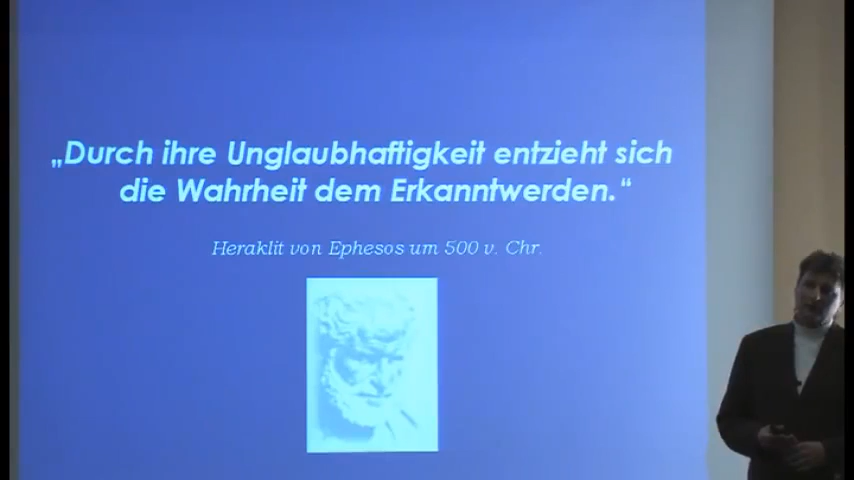 „Durch ihre Unglaubhaftigkeit entzieht sich
die Wahrheit dem Erkanntwerden.“
Heraklit von Ephesos um 500 v. Chr.